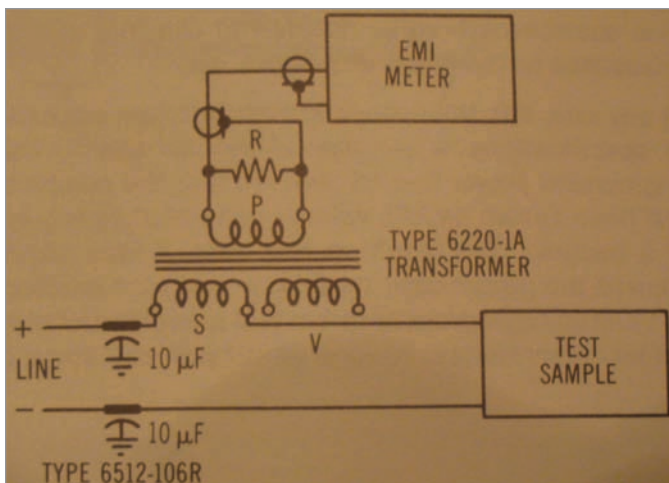 EMI
METER
R
P
TYPE 6220-1A
TRANSFORMER
S
V
+
LINE
-
10 µF
10 µF
TEST
SAMPLE
TYPE 6512-106R